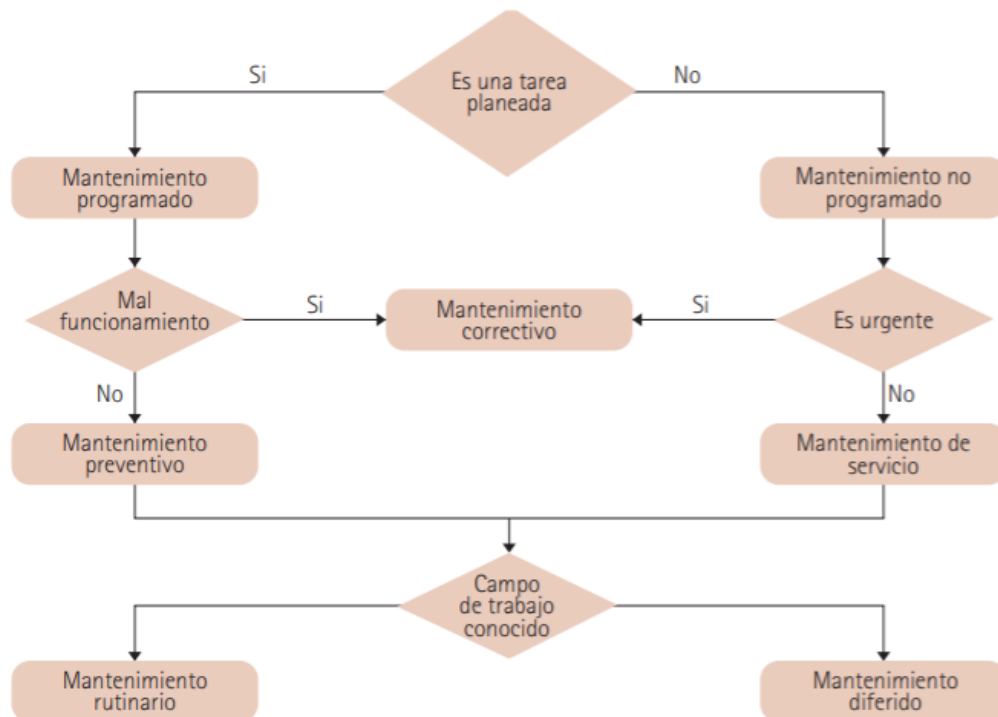 Si
Es una tarea
planeada
No
Mantenimiento
programado
Mantenimiento no
programado
Mal
funcionamiento
Si
Mantenimiento
correctivo
Si
Es urgente
No
No
Mantenimiento
preventivo
Mantenimiento de
servicio
Campo
de trabajo
conocido
Mantenimiento
rutinario
Mantenimiento
diferido